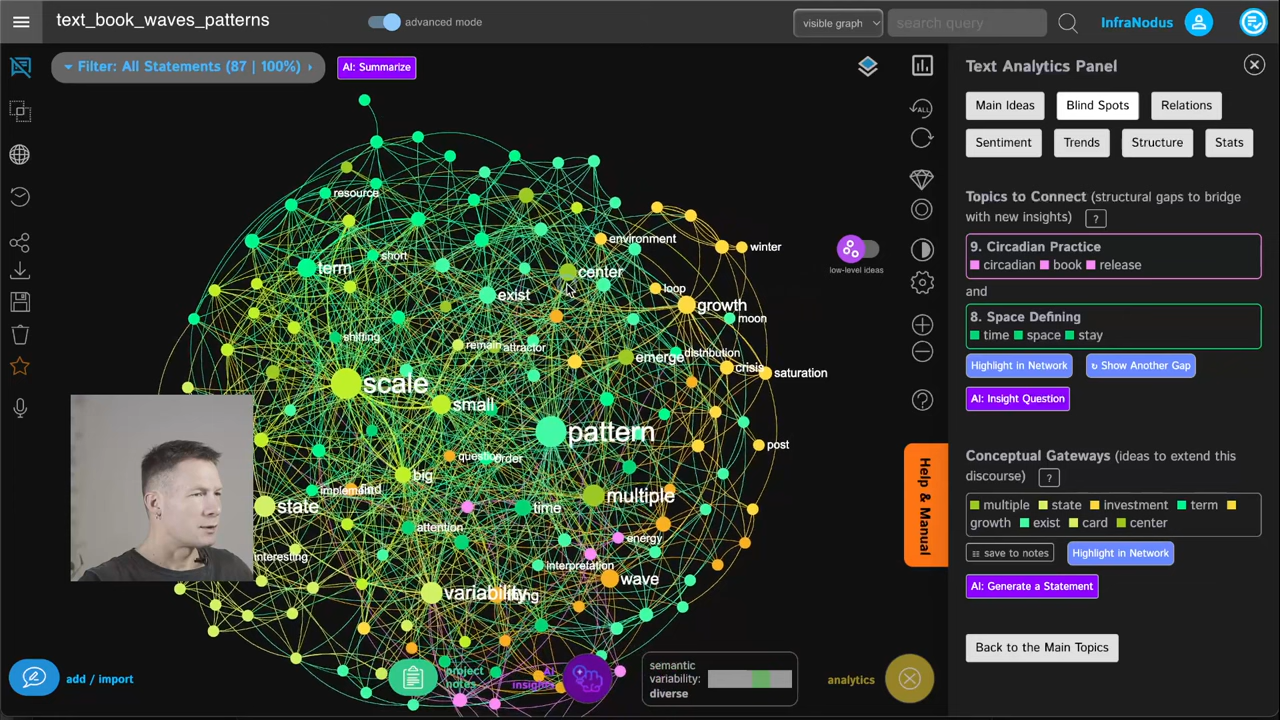 text_book_waves_patterns
advanced mode
visible graph
search query
InfraNodus
Filter: All Statements (87 | 100%)
AI: Summarize
ALL
resource
term
short
exist
center
environment
winter
loop
growth
moon
shifting
remain
attractor
emerge
distribution
crisis
saturation
scale
small
pattern
post
question
order
big
state
multiple
time
attention
energy
interesting
interpretation
wave
variability
low-level ideas
Help & Manual
Text Analytics Panel
Main Ideas
Blind Spots
Relations
Sentiment
Trends
Structure
Stats
Topics to Connect (structural gaps to bridge
with new insights) ?
9. Circadian Practice
circadian book release
and
8. Space Defining
time space stay
Highlight in Network
↻ Show Another Gap
AI: Insight Question
Conceptual Gateways (ideas to extend this
discourse) ?
multiple state investment term
growth exist card center
save to notes
Highlight in Network
AI: Generate a Statement
Back to the Main Topics
add / import
project
notes
AI
insights
semantic
variability:
diverse
analytics